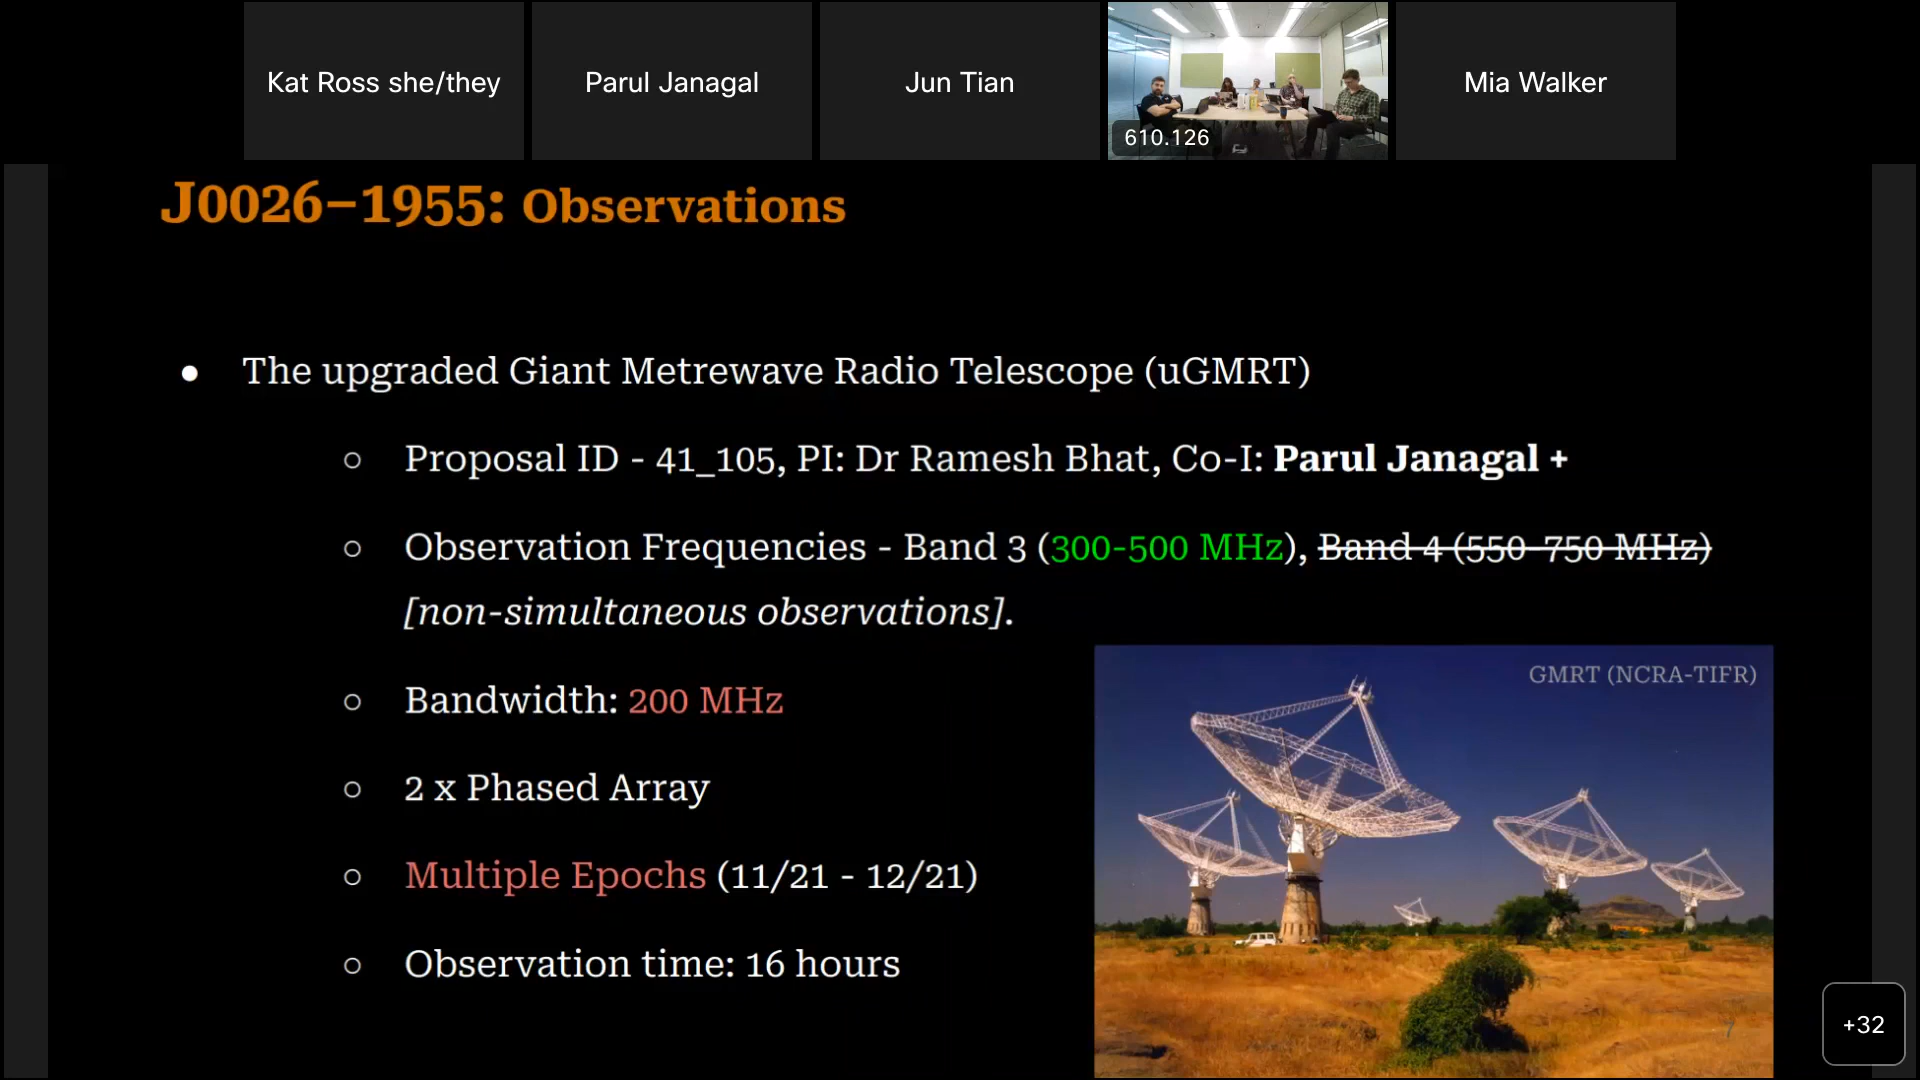 Kat Ross she/they
Parul Janagal
Jun Tian
610.126
Mia Walker
J0026−1955: Observations
● The upgraded Giant Metrewave Radio Telescope (uGMRT)
○ Proposal ID - 41_105, PI: Dr Ramesh Bhat, Co-I: Parul Janagal +
○ Observation Frequencies - Band 3 (300-500 MHz), Band 4 (550-750 MHz)
[non-simultaneous observations].
○ Bandwidth: 200 MHz
○ 2 x Phased Array
○ Multiple Epochs (11/21 - 12/21)
○ Observation time: 16 hours
GMRT (NCRA-TIFR)
7
+32